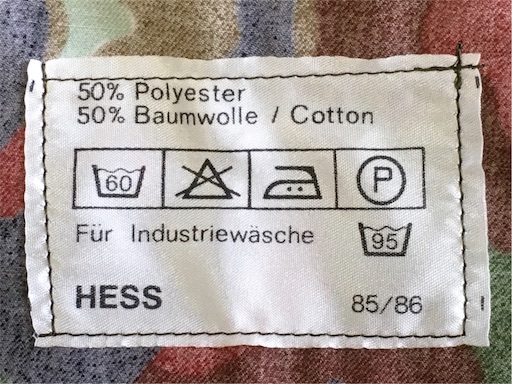 50% Polyester
50% Baumwolle / Cotton
60 P
Für Industriewäsche 95
HESS 85/86